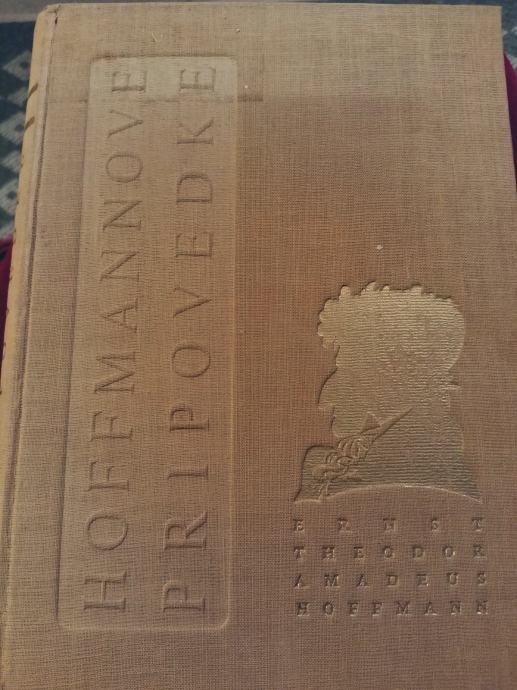 HOFFMANNOVE
PRIPOVEDKE
ERNST
THEODOR
AMADEUS
HOFFMANN